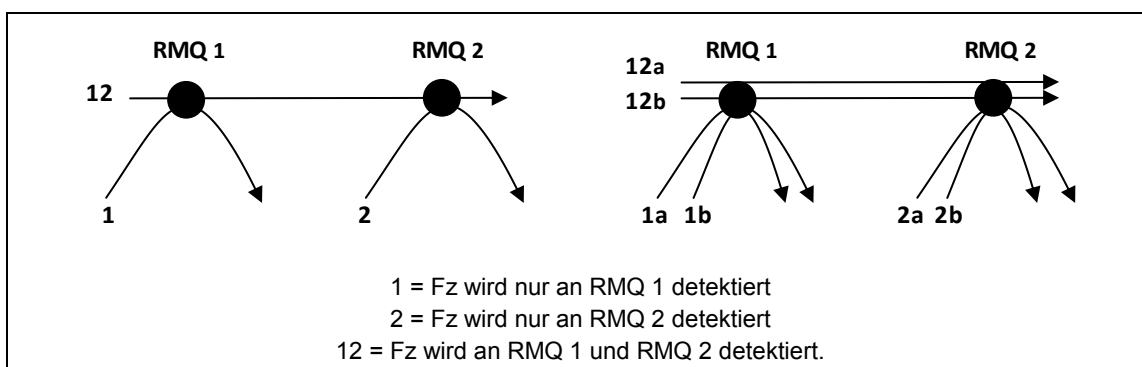 RMQ 1 RMQ 2 RMQ 1 RMQ 2
12 12a
12b
1 2 1a 1b 2a 2b
1 = Fz wird nur an RMQ 1 detektiert
2 = Fz wird nur an RMQ 2 detektiert
12 = Fz wird an RMQ 1 und RMQ 2 detektiert.